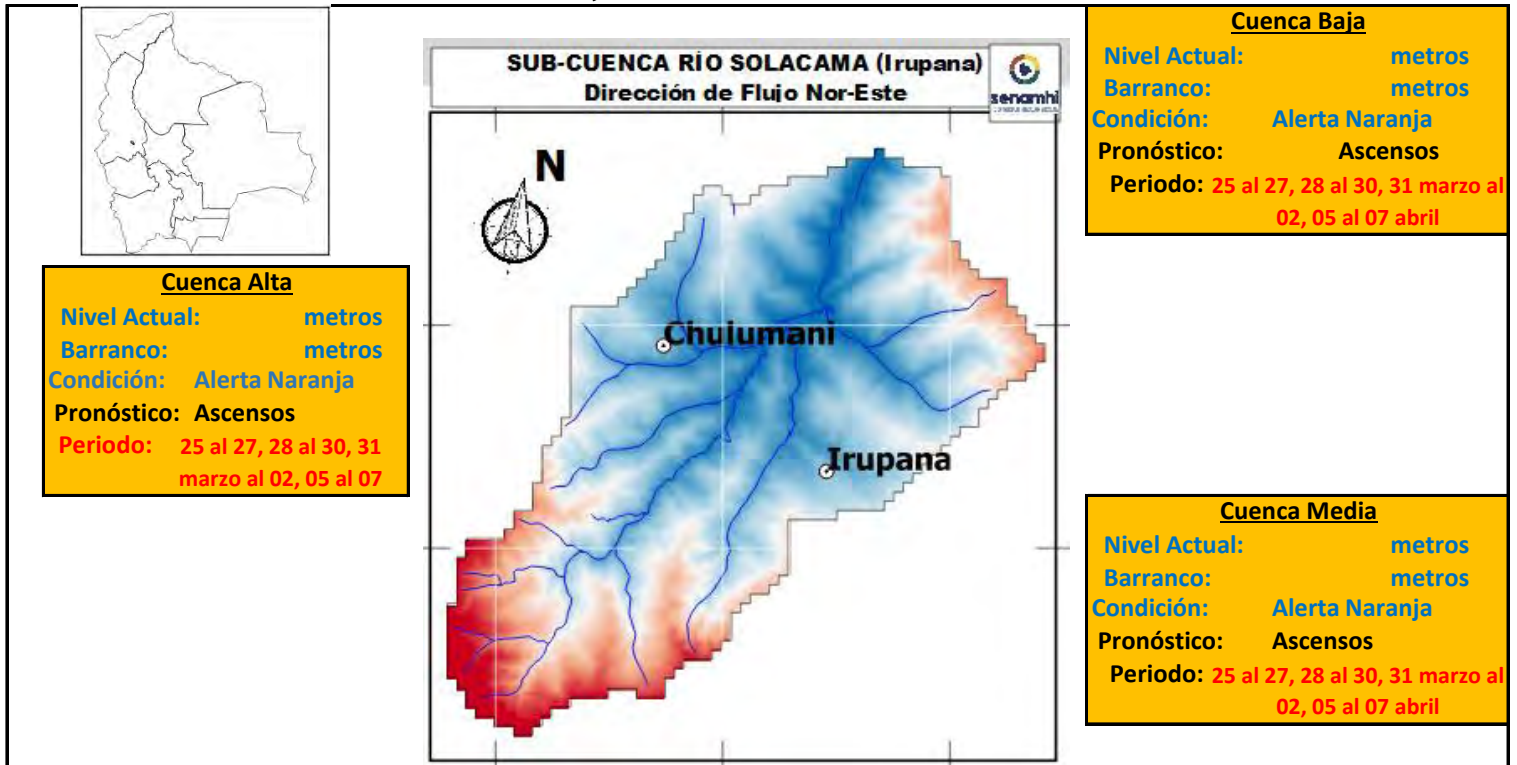 SUB-CUENCA RÍO SOLACAMA (Irupana)
Dirección de Flujo Nor-Este
senamhi
N
Chulumani
Irupana
Cuenca Alta
Nivel Actual: metros
Barranco: metros
Condición: Alerta Naranja
Pronóstico: Ascensos
Periodo: 25 al 27, 28 al 30, 31
marzo al 02, 05 al 07
Cuenca Baja
Nivel Actual: metros
Barranco: metros
Condición: Alerta Naranja
Pronóstico: Ascensos
Periodo: 25 al 27, 28 al 30, 31 marzo al
02, 05 al 07 abril
Cuenca Media
Nivel Actual: metros
Barranco: metros
Condición: Alerta Naranja
Pronóstico: Ascensos
Periodo: 25 al 27, 28 al 30, 31 marzo al
02, 05 al 07 abril